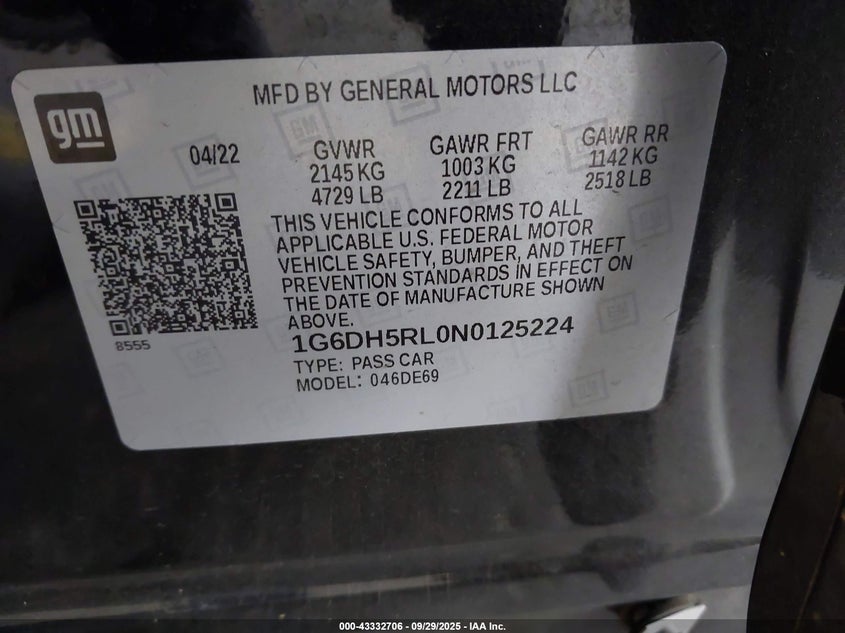 MFD BY GENERAL MOTORS LLC
gm
04/22
GVWR
2145 KG
4729 LB
GAWR FRT
1003 KG
2211 LB
GAWR RR
1142 KG
2518 LB
THIS VEHICLE CONFORMS TO ALL
APPLICABLE U.S. FEDERAL MOTOR
VEHICLE SAFETY, BUMPER, AND THEFT
PREVENTION STANDARDS IN EFFECT ON
THE DATE OF MANUFACTURE SHOWN
ABOVE.
8555
1G6DH5RL0N0125224
TYPE: PASS CAR
MODEL: 046DE69
000-43332706 - 09/29/2025 - IAA Inc.